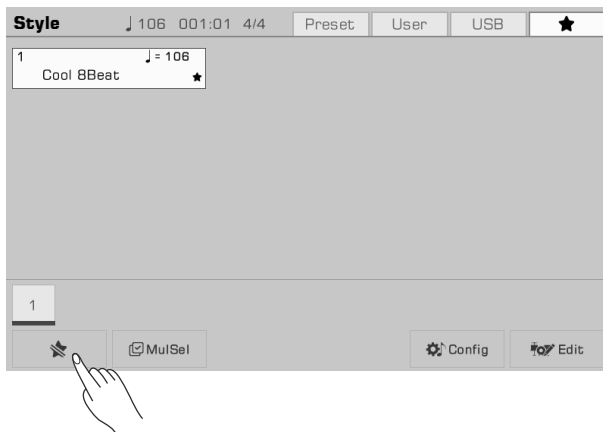 Style ♩ 106 001:01 4/4 Preset User USB ★
1 ♩ = 106
Cool 8Beat ★
1
MulSel Config Edit